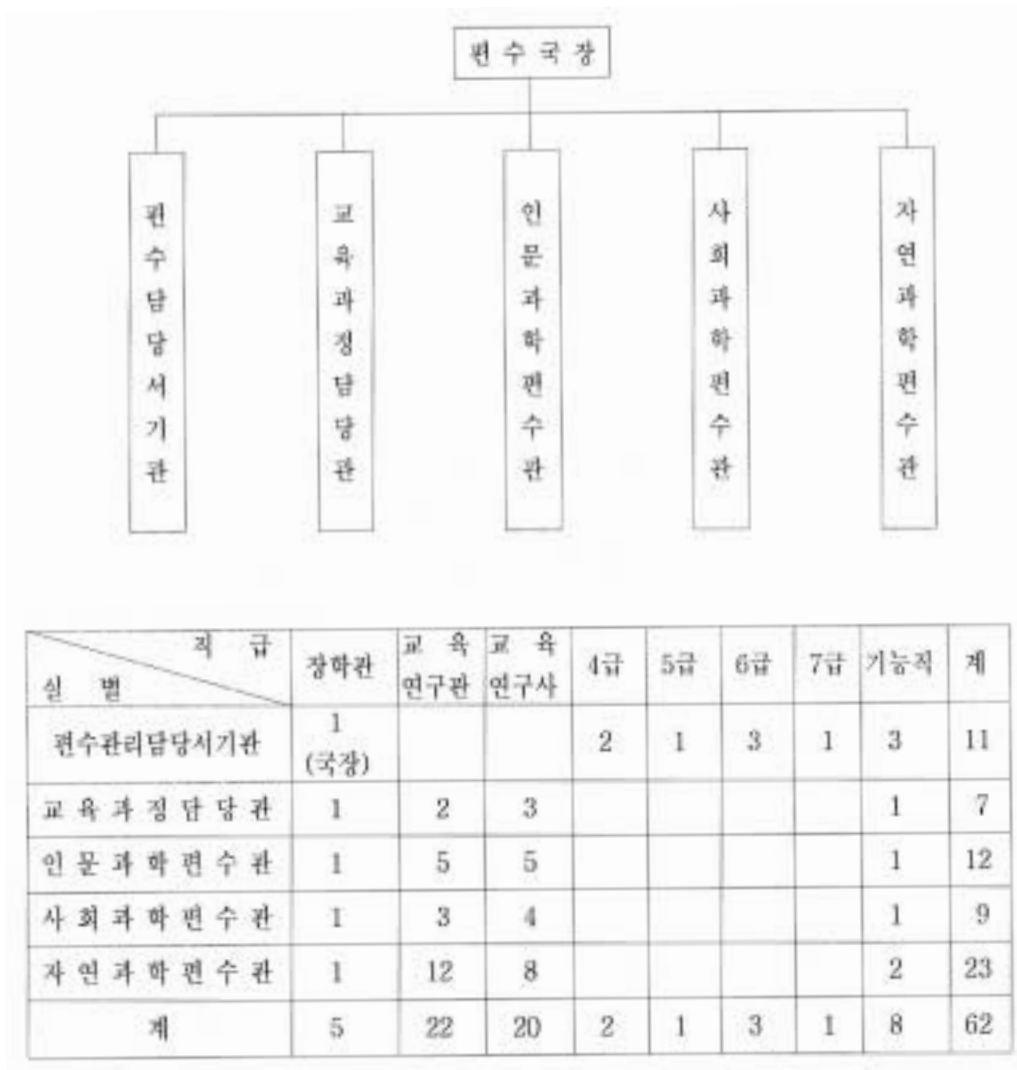 편 수 국 장
편수담당서기관
교육과정담당관
인문과학편수관
사회과학편수관
자연과학편수관
직 급
실 별
장학관 교 육 연구관 교 육 연구사 4급 5급 6급 7급 기능직 계
편수관리담당서기관 1 (국장) 2 1 3 1 3 11
교 육 과 정 담 당 관 1 2 3 1 7
인 문 과 학 편 수 관 1 5 5 1 12
사 회 과 학 편 수 관 1 3 4 1 9
자 연 과 학 편 수 관 1 12 8 2 23
계 5 22 20 2 1 3 1 8 62